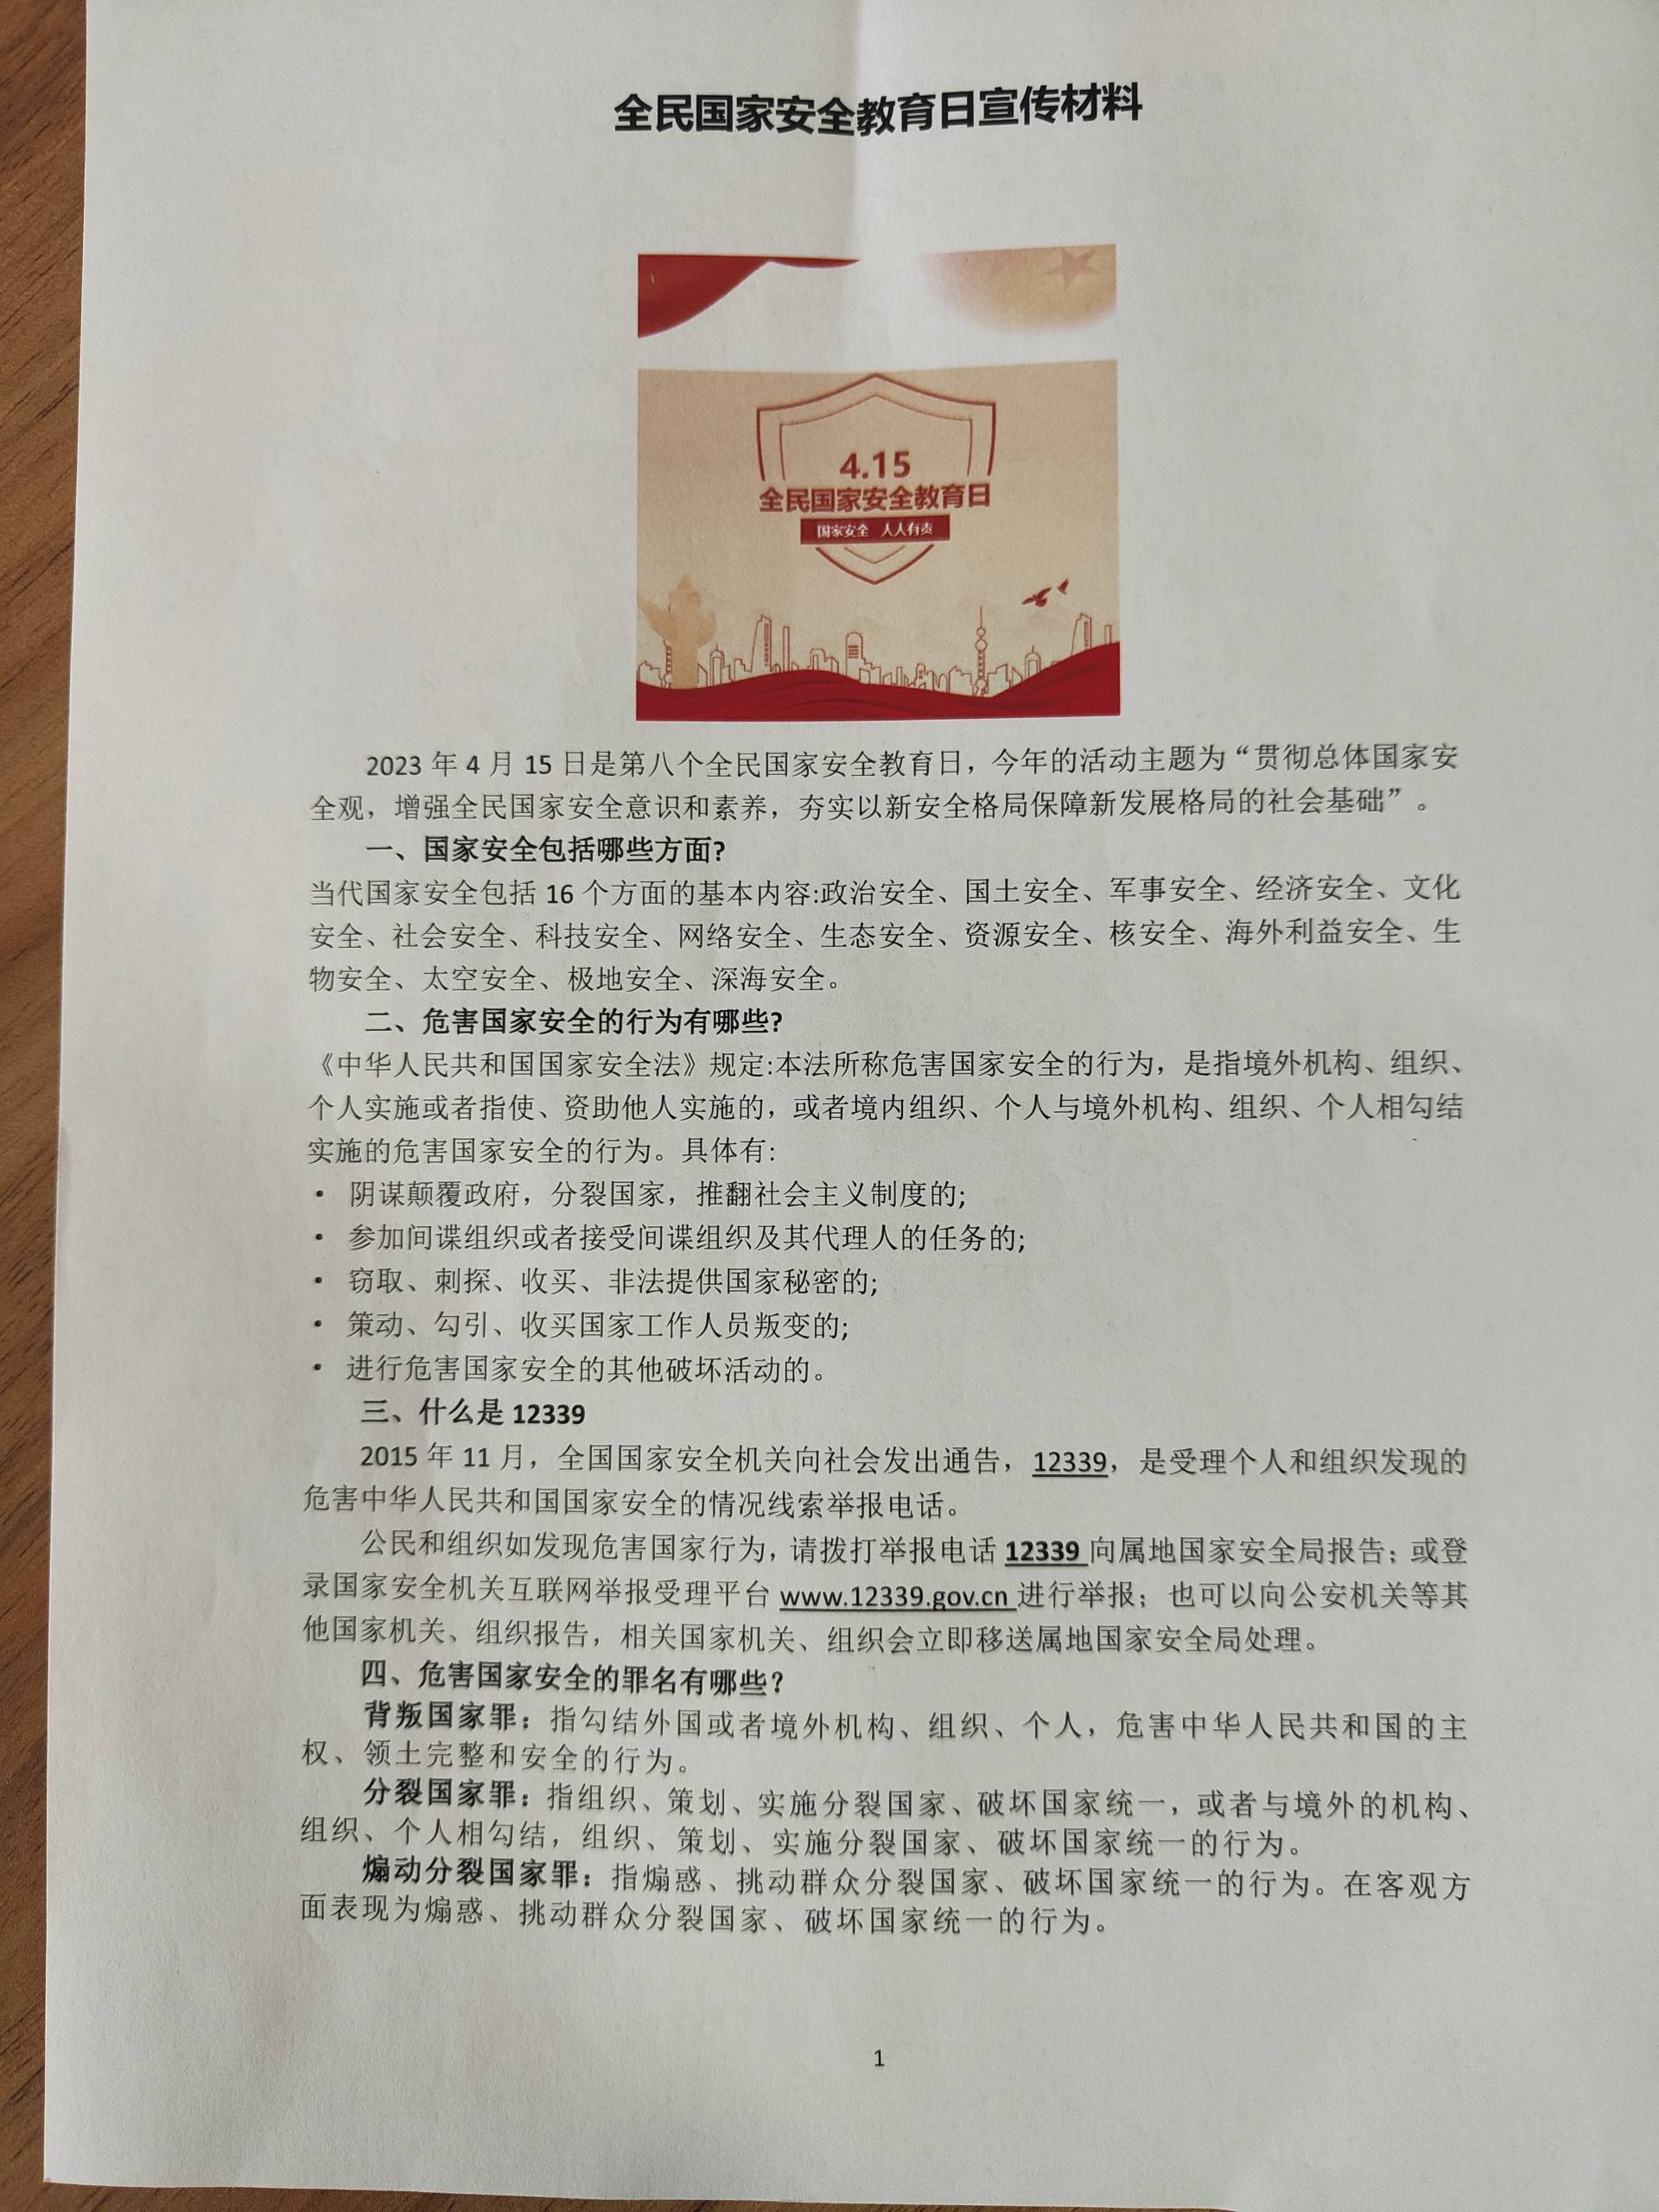 全民国家安全教育日宣传材料
4.15
全民国家安全教育日
国家安全 人人有责
2023 年 4 月 15 日是第八个全民国家安全教育日，今年的活动主题为“贯彻总体国家安
全观，增强全民国家安全意识和素养，夯实以新安全格局保障新发展格局的社会基础”。
一、国家安全包括哪些方面?
当代国家安全包括 16 个方面的基本内容:政治安全、国土安全、军事安全、经济安全、文化
安全、社会安全、科技安全、网络安全、生态安全、资源安全、核安全、海外利益安全、生
物安全、太空安全、极地安全、深海安全。
二、危害国家安全的行为有哪些?
《中华人民共和国国家安全法》规定:本法所称危害国家安全的行为，是指境外机构、组织、
个人实施或者指使、资助他人实施的，或者境内组织、个人与境外机构、组织、个人相勾结
实施的危害国家安全的行为。具体有:
· 阴谋颠覆政府，分裂国家，推翻社会主义制度的;
· 参加间谍组织或者接受间谍组织及其代理人的任务的;
· 窃取、刺探、收买、非法提供国家秘密的;
· 策动、勾引、收买国家工作人员叛变的;
· 进行危害国家安全的其他破坏活动的。
三、什么是 12339
2015 年 11 月，全国国家安全机关向社会发出通告，12339，是受理个人和组织发现的
危害中华人民共和国国家安全的情况线索举报电话。
公民和组织如发现危害国家行为，请拨打举报电话 12339 向属地国家安全局报告；或登
录国家安全机关互联网举报受理平台 www.12339.gov.cn 进行举报；也可以向公安机关等其
他国家机关、组织报告，相关国家机关、组织会立即移送属地国家安全局处理。
四、危害国家安全的罪名有哪些？
背叛国家罪：指勾结外国或者境外机构、组织、个人，危害中华人民共和国的主
权、领土完整和安全的行为。
分裂国家罪：指组织、策划、实施分裂国家、破坏国家统一，或者与境外的机构、
组织、个人相勾结，组织、策划、实施分裂国家、破坏国家统一的行为。
煽动分裂国家罪：指煽惑、挑动群众分裂国家、破坏国家统一的行为。在客观方
面表现为煽惑、挑动群众分裂国家、破坏国家统一的行为。
1